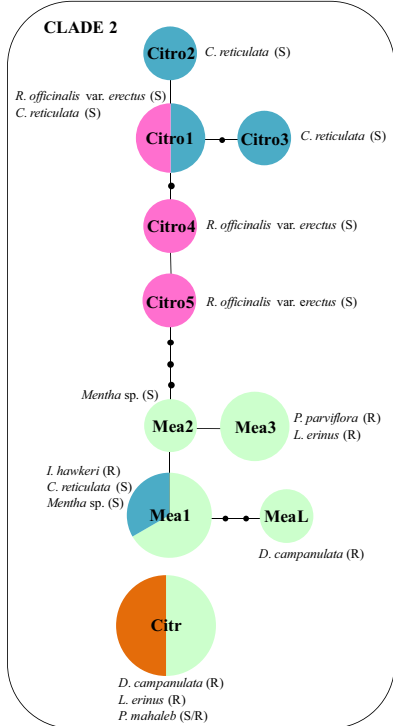 CLADE 2
Citro2
C. reticulata (S)
R. officinalis var. erectus (S)
C. reticulata (S)
Citro1
Citro3
C. reticulata (S)
Citro4
R. officinalis var. erectus (S)
Citro5
R. officinalis var. erectus (S)
Mentha sp. (S)
Mea2
Mea3
P. parviflora (R)
L. erinus (R)
I. hawkeri (R)
C. reticulata (S)
Mentha sp. (S)
Mea1
MeaL
D. campanulata (R)
Citr
D. campanulata (R)
L. erinus (R)
P. mahaleb (S/R)